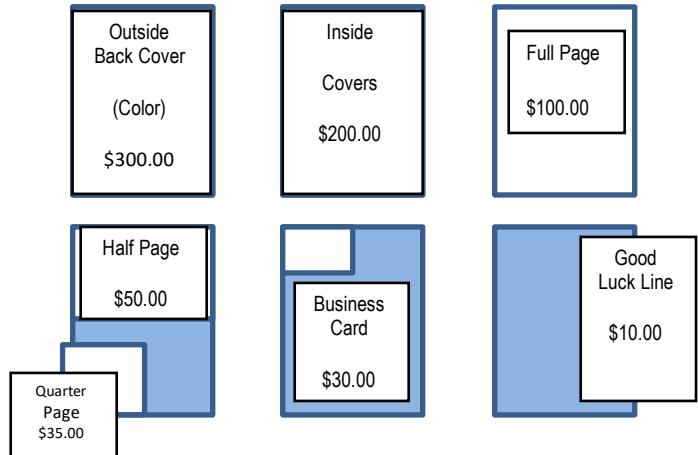 Outside
Back Cover
(Color)
$300.00
Inside
Covers
$200.00
Full Page
$100.00
Half Page
$50.00
Quarter
Page
$35.00
Business
Card
$30.00
Good
Luck Line
$10.00